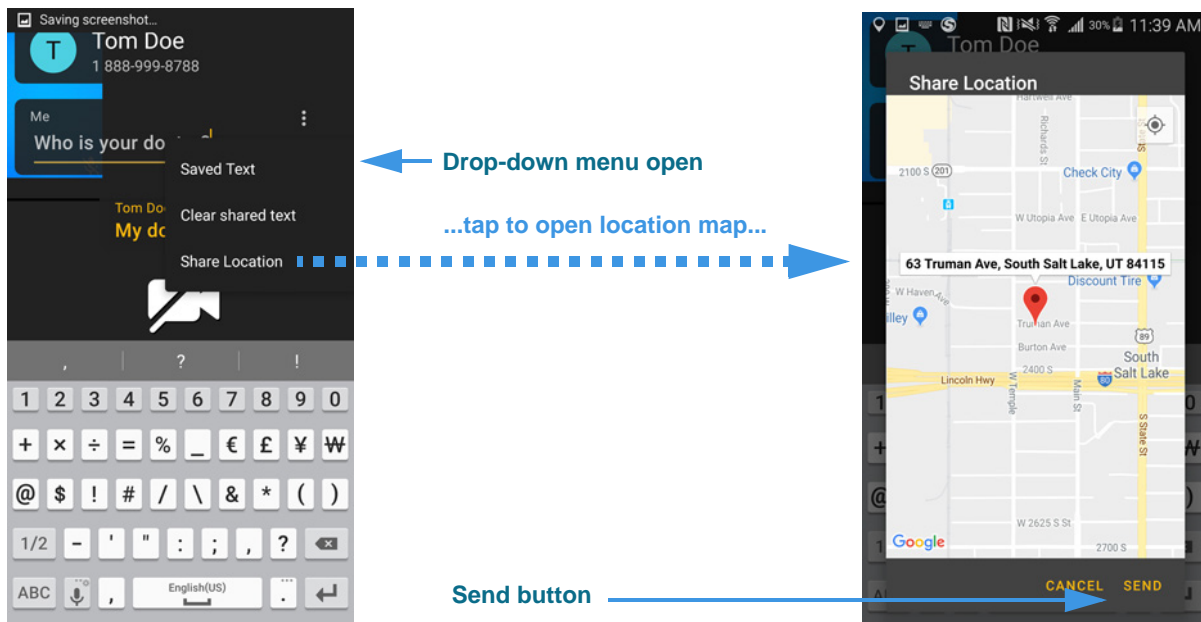 Saving screenshot…
T
Tom Doe
1 888-999-8788
Me
Who is your do
Saved Text
Tom Do
Clear shared text
My do
Share Location
, ? !
1 2 3 4 5 6 7 8 9 0
+ × ÷ = % _ € £ ¥ ₩
@ $ ! # / \ & * ( )
1/2 - ' " : ; , ?
ABC , English(US) .
Drop-down menu open
...tap to open location map...
Send button
30% 11:39 AM
Tom Doe
Share Location
Hartwell Ave
Richards St
State St
2100 S 201
Check City
W Utopia Ave E Utopia Ave
63 Truman Ave, South Salt Lake, UT 84115
Discount Tire
W Haven Ave
illey
Truman Ave
89
Burton Ave
South
Salt Lake
2400 S
80
Lincoln Hwy
W Temple
Main St
S State St
W 2625 S St
Google
2700 S
CANCEL SEND